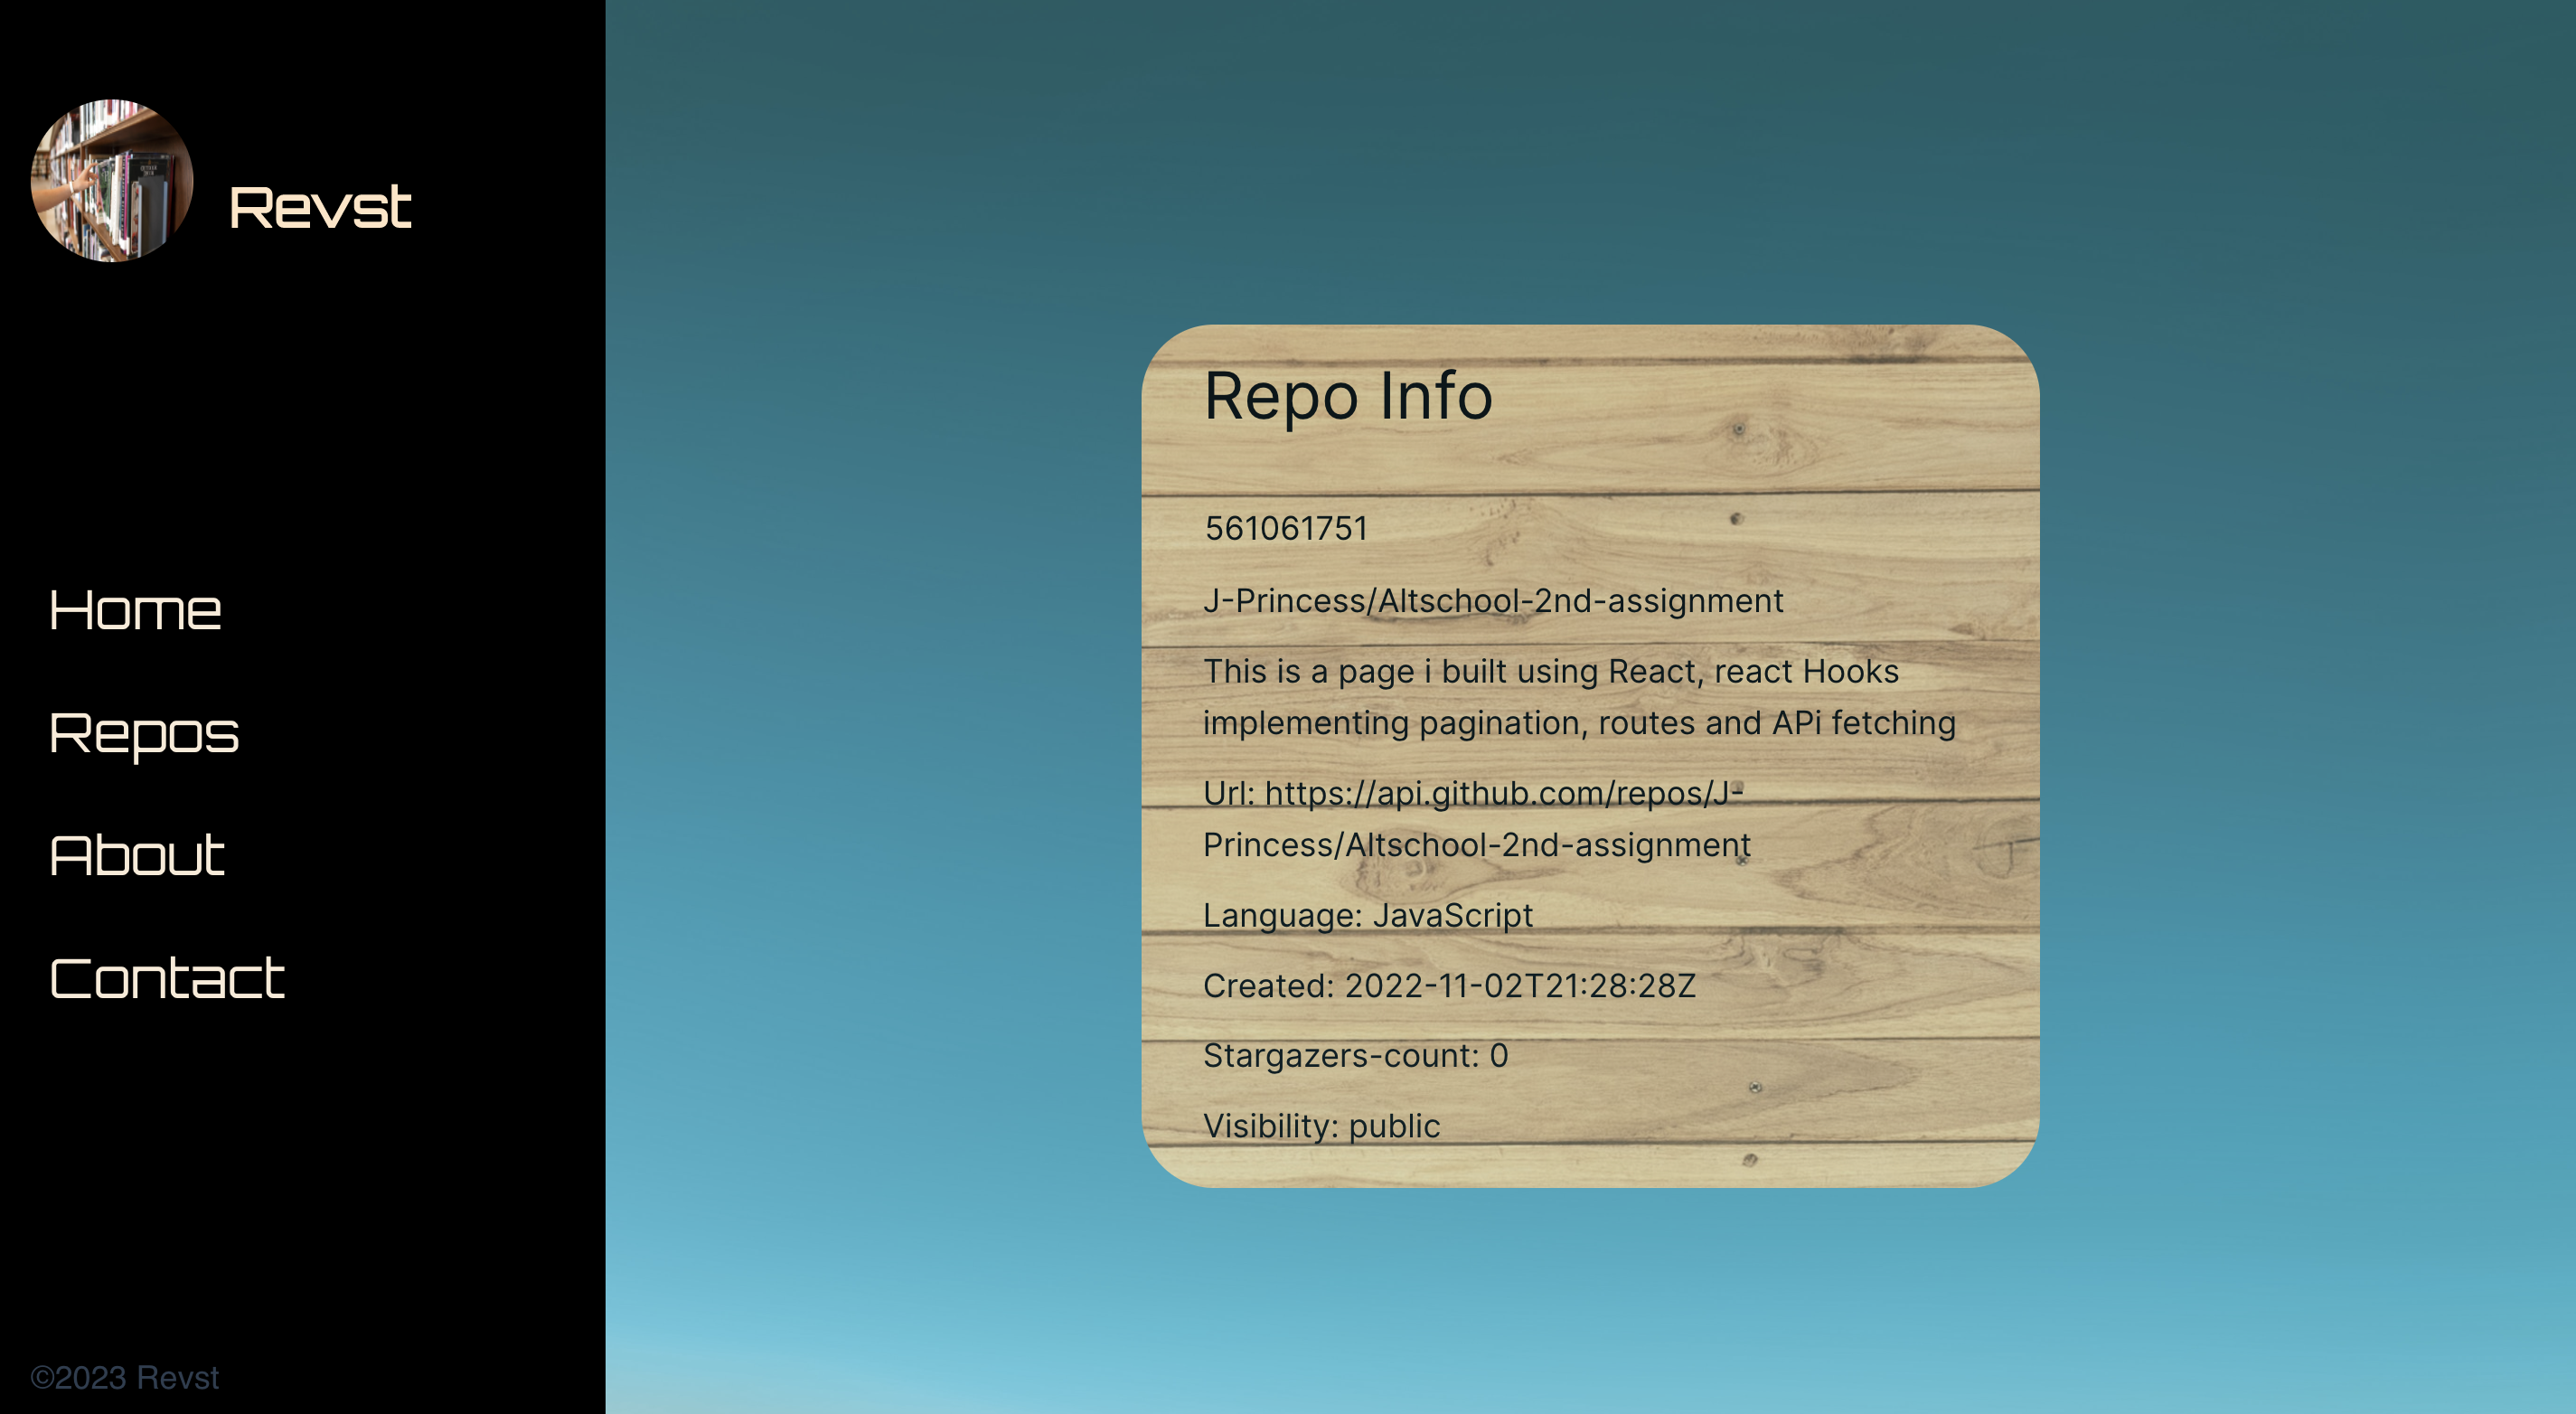 Revst
Home
Repos
About
Contact
©2023 Revst
Repo Info
561061751
J-Princess/Altschool-2nd-assignment
This is a page i built using React, react Hooks
implementing pagination, routes and APi fetching
Url: https://api.github.com/repos/J-
Princess/Altschool-2nd-assignment
Language: JavaScript
Created: 2022-11-02T21:28:28Z
Stargazers-count: 0
Visibility: public